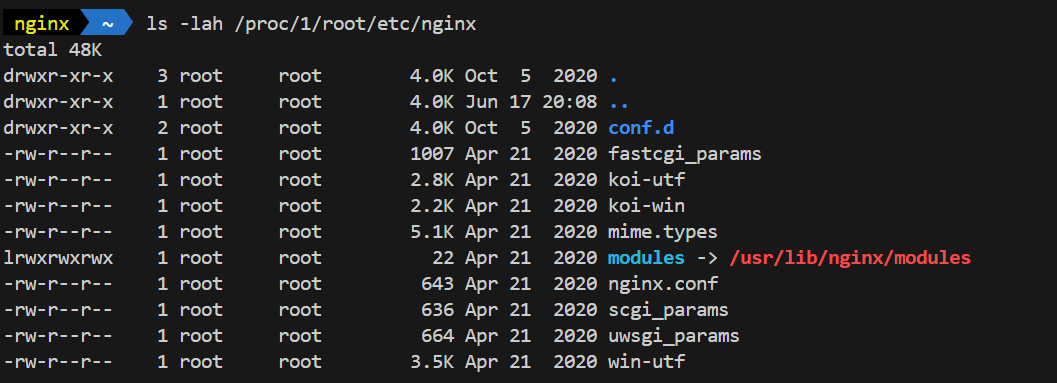 nginx ~ ls -lah /proc/1/root/etc/nginx
total 48K
drwxr-xr-x 3 root root 4.0K Oct 5 2020 .
drwxr-xr-x 1 root root 4.0K Jun 17 20:08 ..
drwxr-xr-x 2 root root 4.0K Oct 5 2020 conf.d
-rw-r--r-- 1 root root 1007 Apr 21 2020 fastcgi_params
-rw-r--r-- 1 root root 2.8K Apr 21 2020 koi-utf
-rw-r--r-- 1 root root 2.2K Apr 21 2020 koi-win
-rw-r--r-- 1 root root 5.1K Apr 21 2020 mime.types
lrwxrwxrwx 1 root root 22 Apr 21 2020 modules -> /usr/lib/nginx/modules
-rw-r--r-- 1 root root 643 Apr 21 2020 nginx.conf
-rw-r--r-- 1 root root 636 Apr 21 2020 scgi_params
-rw-r--r-- 1 root root 664 Apr 21 2020 uwsgi_params
-rw-r--r-- 1 root root 3.5K Apr 21 2020 win-utf